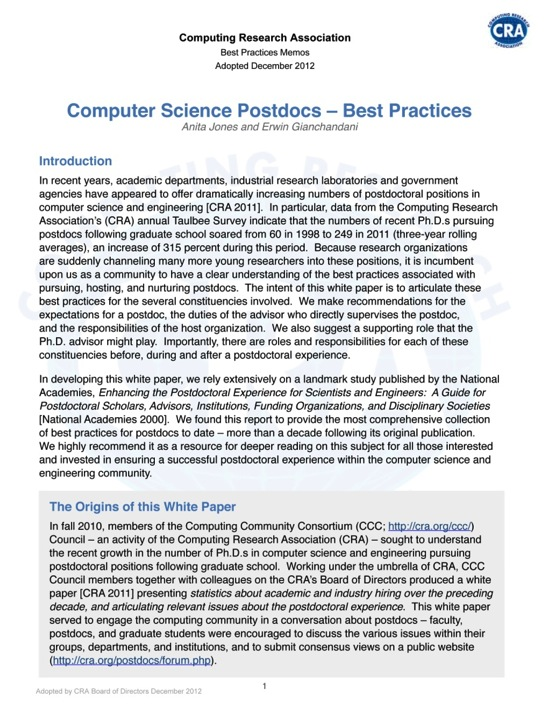 Computing Research Association
Best Practices Memos
Adopted December 2012
COMPUTING RESEARCH
CRA
ASSOCIATION
Computer Science Postdocs – Best Practices
Anita Jones and Erwin Gianchandani
Introduction
In recent years, academic departments, industrial research laboratories and government
agencies have appeared to offer dramatically increasing numbers of postdoctoral positions in
computer science and engineering [CRA 2011].  In particular, data from the Computing Research
Association's (CRA) annual Taulbee Survey indicate that the numbers of recent Ph.D.s pursuing
postdocs following graduate school soared from 60 in 1998 to 249 in 2011 (three-year rolling
averages), an increase of 315 percent during this period.  Because research organizations
are suddenly channeling many more young researchers into these positions, it is incumbent
upon us as a community to have a clear understanding of the best practices associated with
pursuing, hosting, and nurturing postdocs.  The intent of this white paper is to articulate these
best practices for the several constituencies involved.  We make recommendations for the
expectations for a postdoc, the duties of the advisor who directly supervises the postdoc,
and the responsibilities of the host organization.  We also suggest a supporting role that the
Ph.D. advisor might play.  Importantly, there are roles and responsibilities for each of these
constituencies before, during and after a postdoctoral experience.
In developing this white paper, we rely extensively on a landmark study published by the National
Academies, Enhancing the Postdoctoral Experience for Scientists and Engineers:  A Guide for
Postdoctoral Scholars, Advisors, Institutions, Funding Organizations, and Disciplinary Societies
[National Academies 2000].  We found this report to provide the most comprehensive collection
of best practices for postdocs to date – more than a decade following its original publication.
We highly recommend it as a resource for deeper reading on this subject for all those interested
and invested in ensuring a successful postdoctoral experience within the computer science and
engineering community.
The Origins of this White Paper
In fall 2010, members of the Computing Community Consortium (CCC; http://cra.org/ccc/)
Council – an activity of the Computing Research Association (CRA) – sought to understand
the recent growth in the number of Ph.D.s in computer science and engineering pursuing
postdoctoral positions following graduate school.  Working under the umbrella of CRA, CCC
Council members together with colleagues on the CRA's Board of Directors produced a white
paper [CRA 2011] presenting statistics about academic and industry hiring over the preceding
decade, and articulating relevant issues about the postdoctoral experience.  This white paper
served to engage the computing community in a conversation about postdocs – faculty,
postdocs, and graduate students were encouraged to discuss the various issues within their
groups, departments, and institutions, and to submit consensus views on a public website
(http://cra.org/postdocs/forum.php).
Adopted by CRA Board of Directors December 2012
1